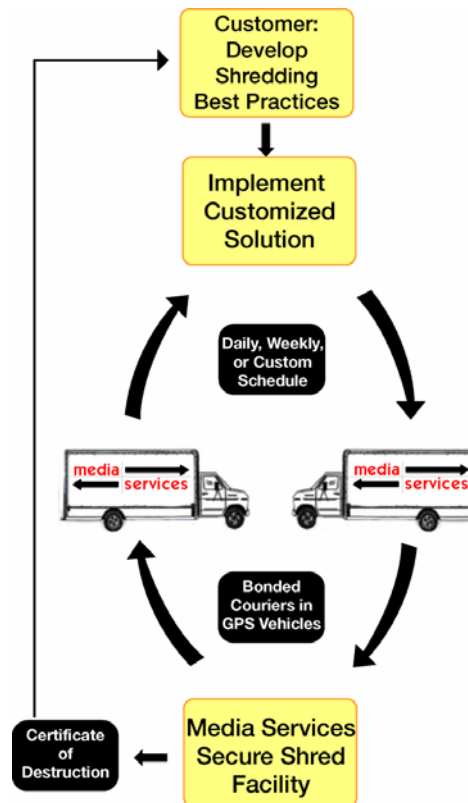 Customer:
Develop
Shredding
Best Practices
Implement
Customized
Solution
Daily, Weekly,
or Custom
Schedule
media
services
media
services
Bonded
Couriers in
GPS Vehicles
Media Services
Secure Shred
Facility
Certificate
of
Destruction